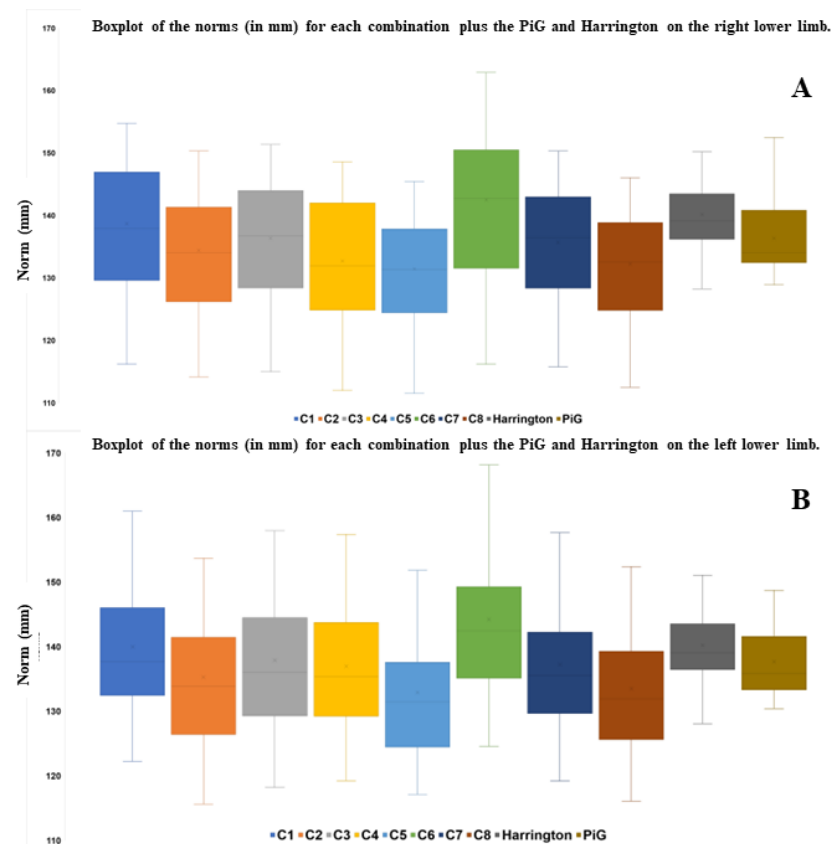 Boxplot of the norms (in mm) for each combination plus the PiG and Harrington on the right lower limb.
A
170
160
150
140
130
120
110
Norm (mm)
C1 C2 C3 C4 C5 C6 C7 C8 Harrington PiG
Boxplot of the norms (in mm) for each combination plus the PiG and Harrington on the left lower limb.
B
170
160
150
140
130
120
110
Norm (mm)
C1 C2 C3 C4 C5 C6 C7 C8 Harrington PiG